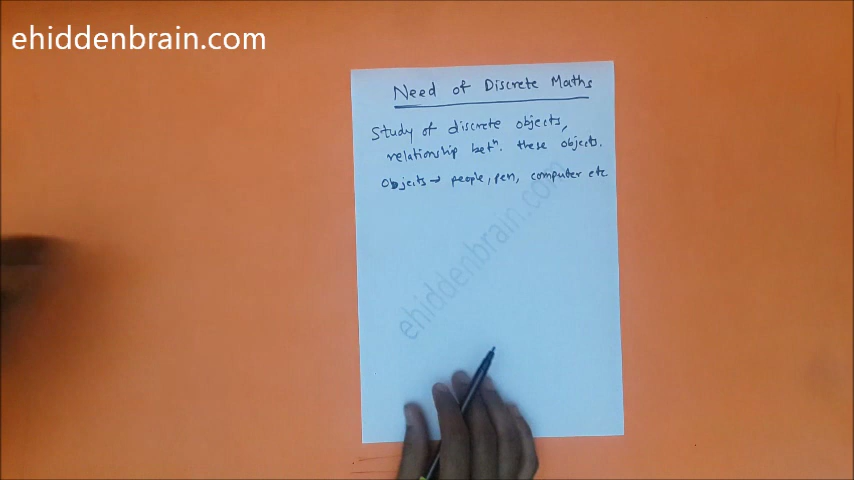 ehiddenbrain.com
Need of Discrete Maths
Study of discrete objects,
relationship betⁿ. these objects.
Objects → people, pen, computer etc
ehiddenbrain.com